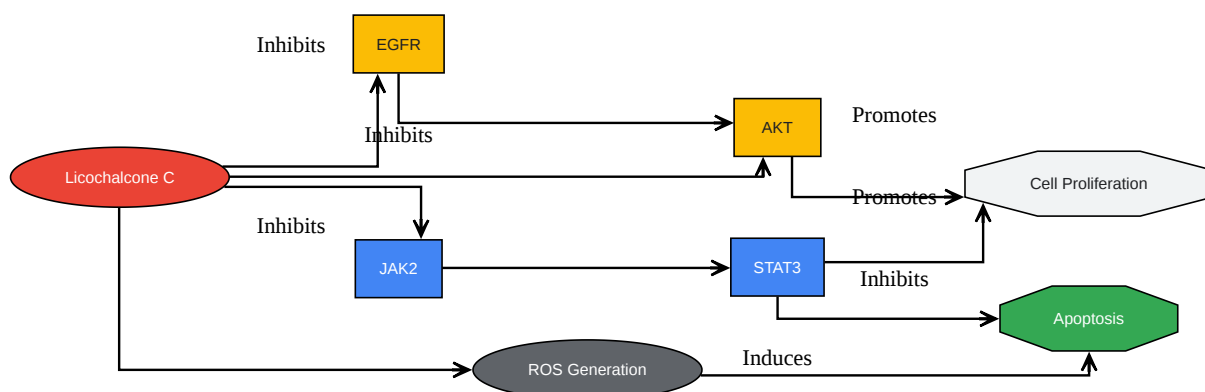 Inhibits
EGFR
Inhibits
AKT
Promotes
Licochalcone C
Cell Proliferation
Promotes
Inhibits
JAK2
STAT3
Inhibits
Apoptosis
ROS Generation
Induces